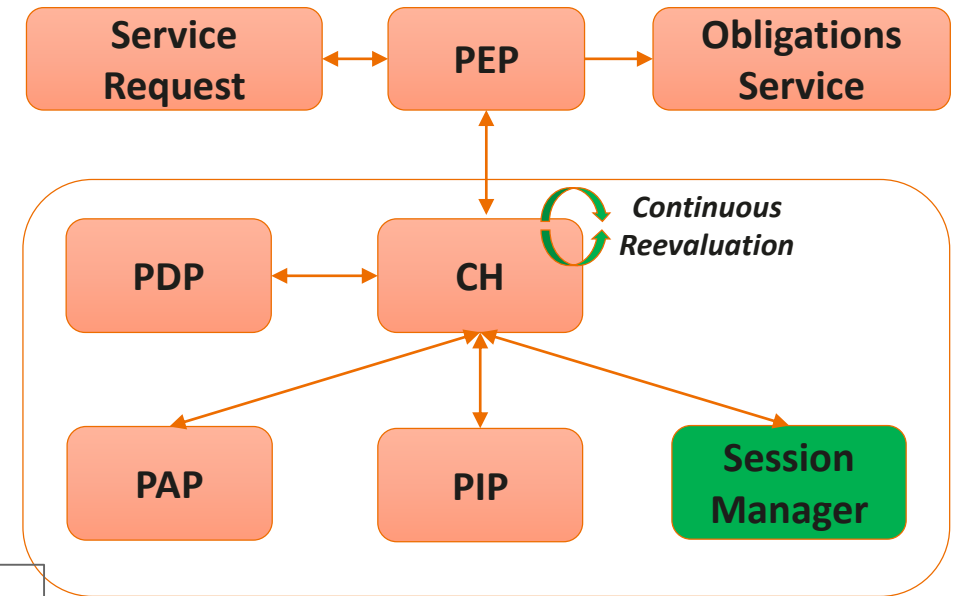 Service
Request
PEP
Obligations
Service
Continuous
Reevaluation
PDP
CH
PAP
PIP
Session
Manager